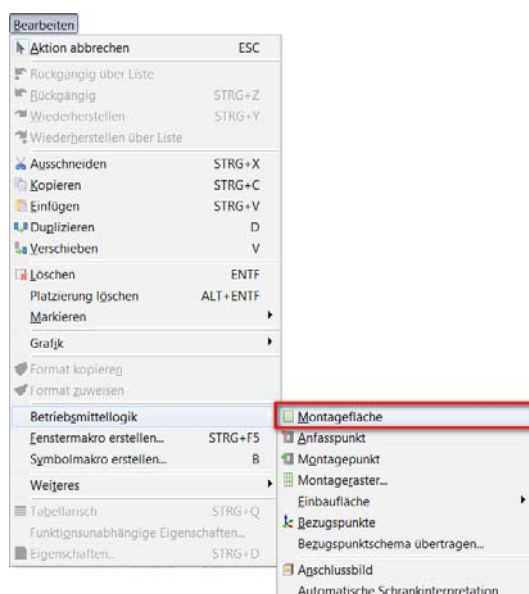 Bearbeiten
Aktion abbrechen ESC
Rückgängig über Liste
Rückgängig STRG+Z
Wiederherstellen STRG+Y
Wiederherstellen über Liste
Ausschneiden STRG+X
Kopieren STRG+C
Einfügen STRG+V
Duplizieren D
Verschieben V
Löschen ENTF
Platzierung löschen ALT+ENTF
Markieren
Grafik
Format kopieren
Format zuweisen
Betriebsmittellogik
Fenstermakro erstellen... STRG+F5
Symbolmakro erstellen... B
Weiteres
Tabellarisch STRG+Q
Funktionsunabhängige Eigenschaften...
Eigenschaften... STRG+D
Montagefläche
Anfasspunkt
Montagepunkt
Montageraster...
Einbaufläche
Bezugspunkte
Bezugspunktschema übertragen...
Anschlussbild
Automatische Schrankinterpretation